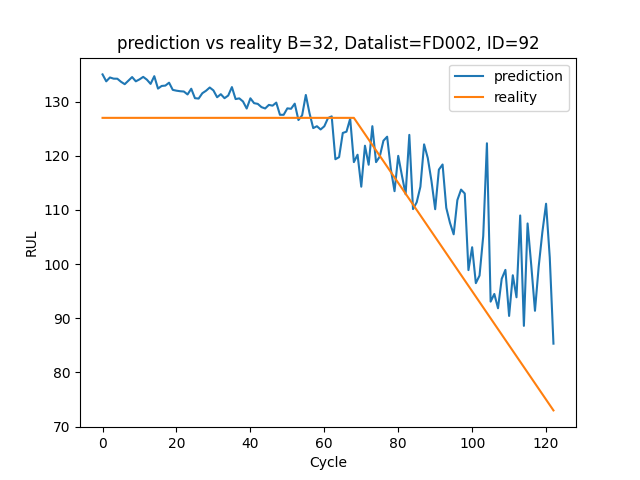 prediction vs reality B=32, Datalist=FD002, ID=92
prediction
reality
130
120
110
100
90
80
70
RUL
0 20 40 60 80 100 120
Cycle